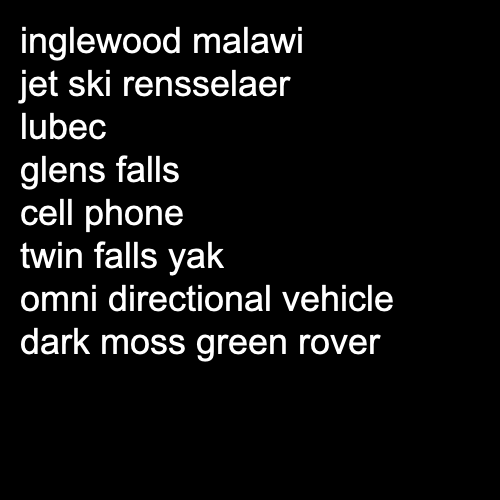 inglewood malawi
jet ski rensselaer
lubec
glens falls
cell phone
twin falls yak
omni directional vehicle
dark moss green rover